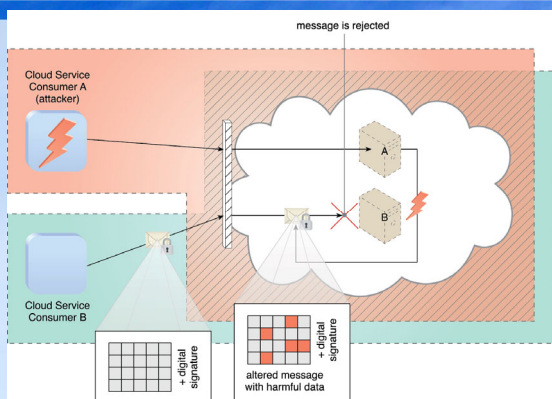 message is rejected
Cloud Service
Consumer A
(attacker)
A
B
Cloud Service
Consumer B
+ digital
signature
+ digital
signature
altered message
with harmful data